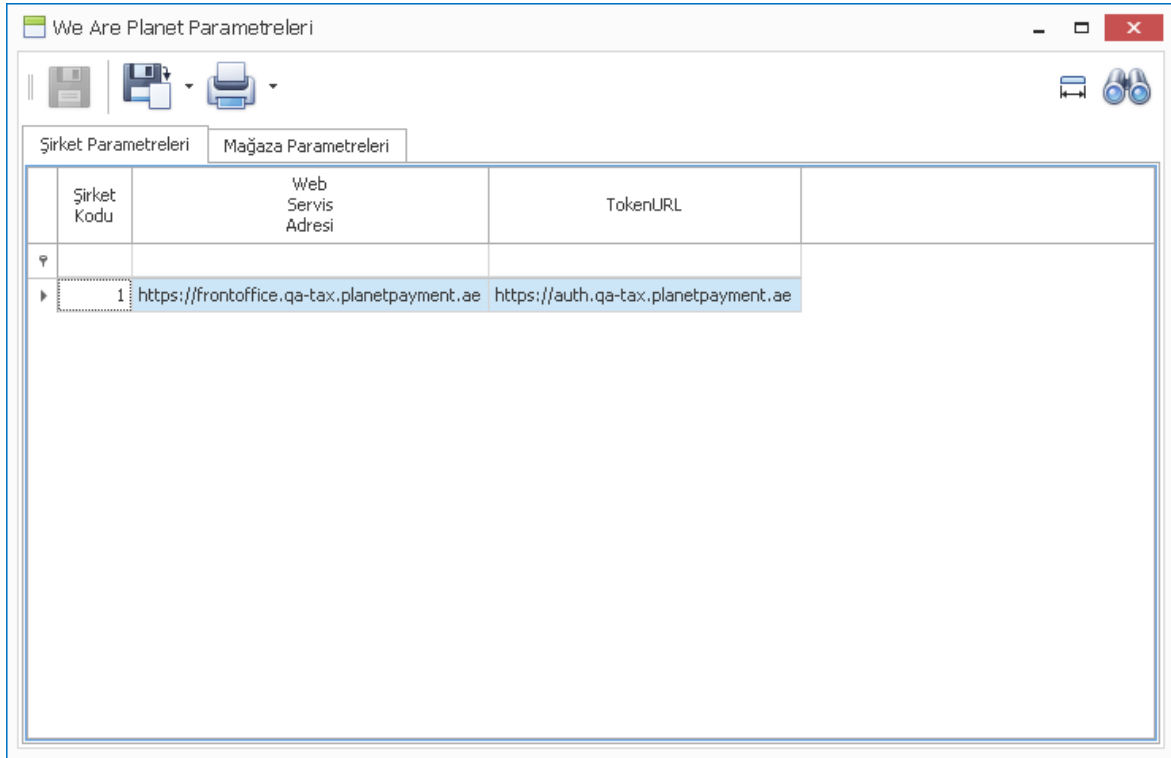 We Are Planet Parametreleri
Şirket Parametreleri
Mağaza Parametreleri
Şirket
Kodu
Web
Servis
Adresi
TokenURL
1 https://frontoffice.qa-tax.planetpayment.ae https://auth.qa-tax.planetpayment.ae